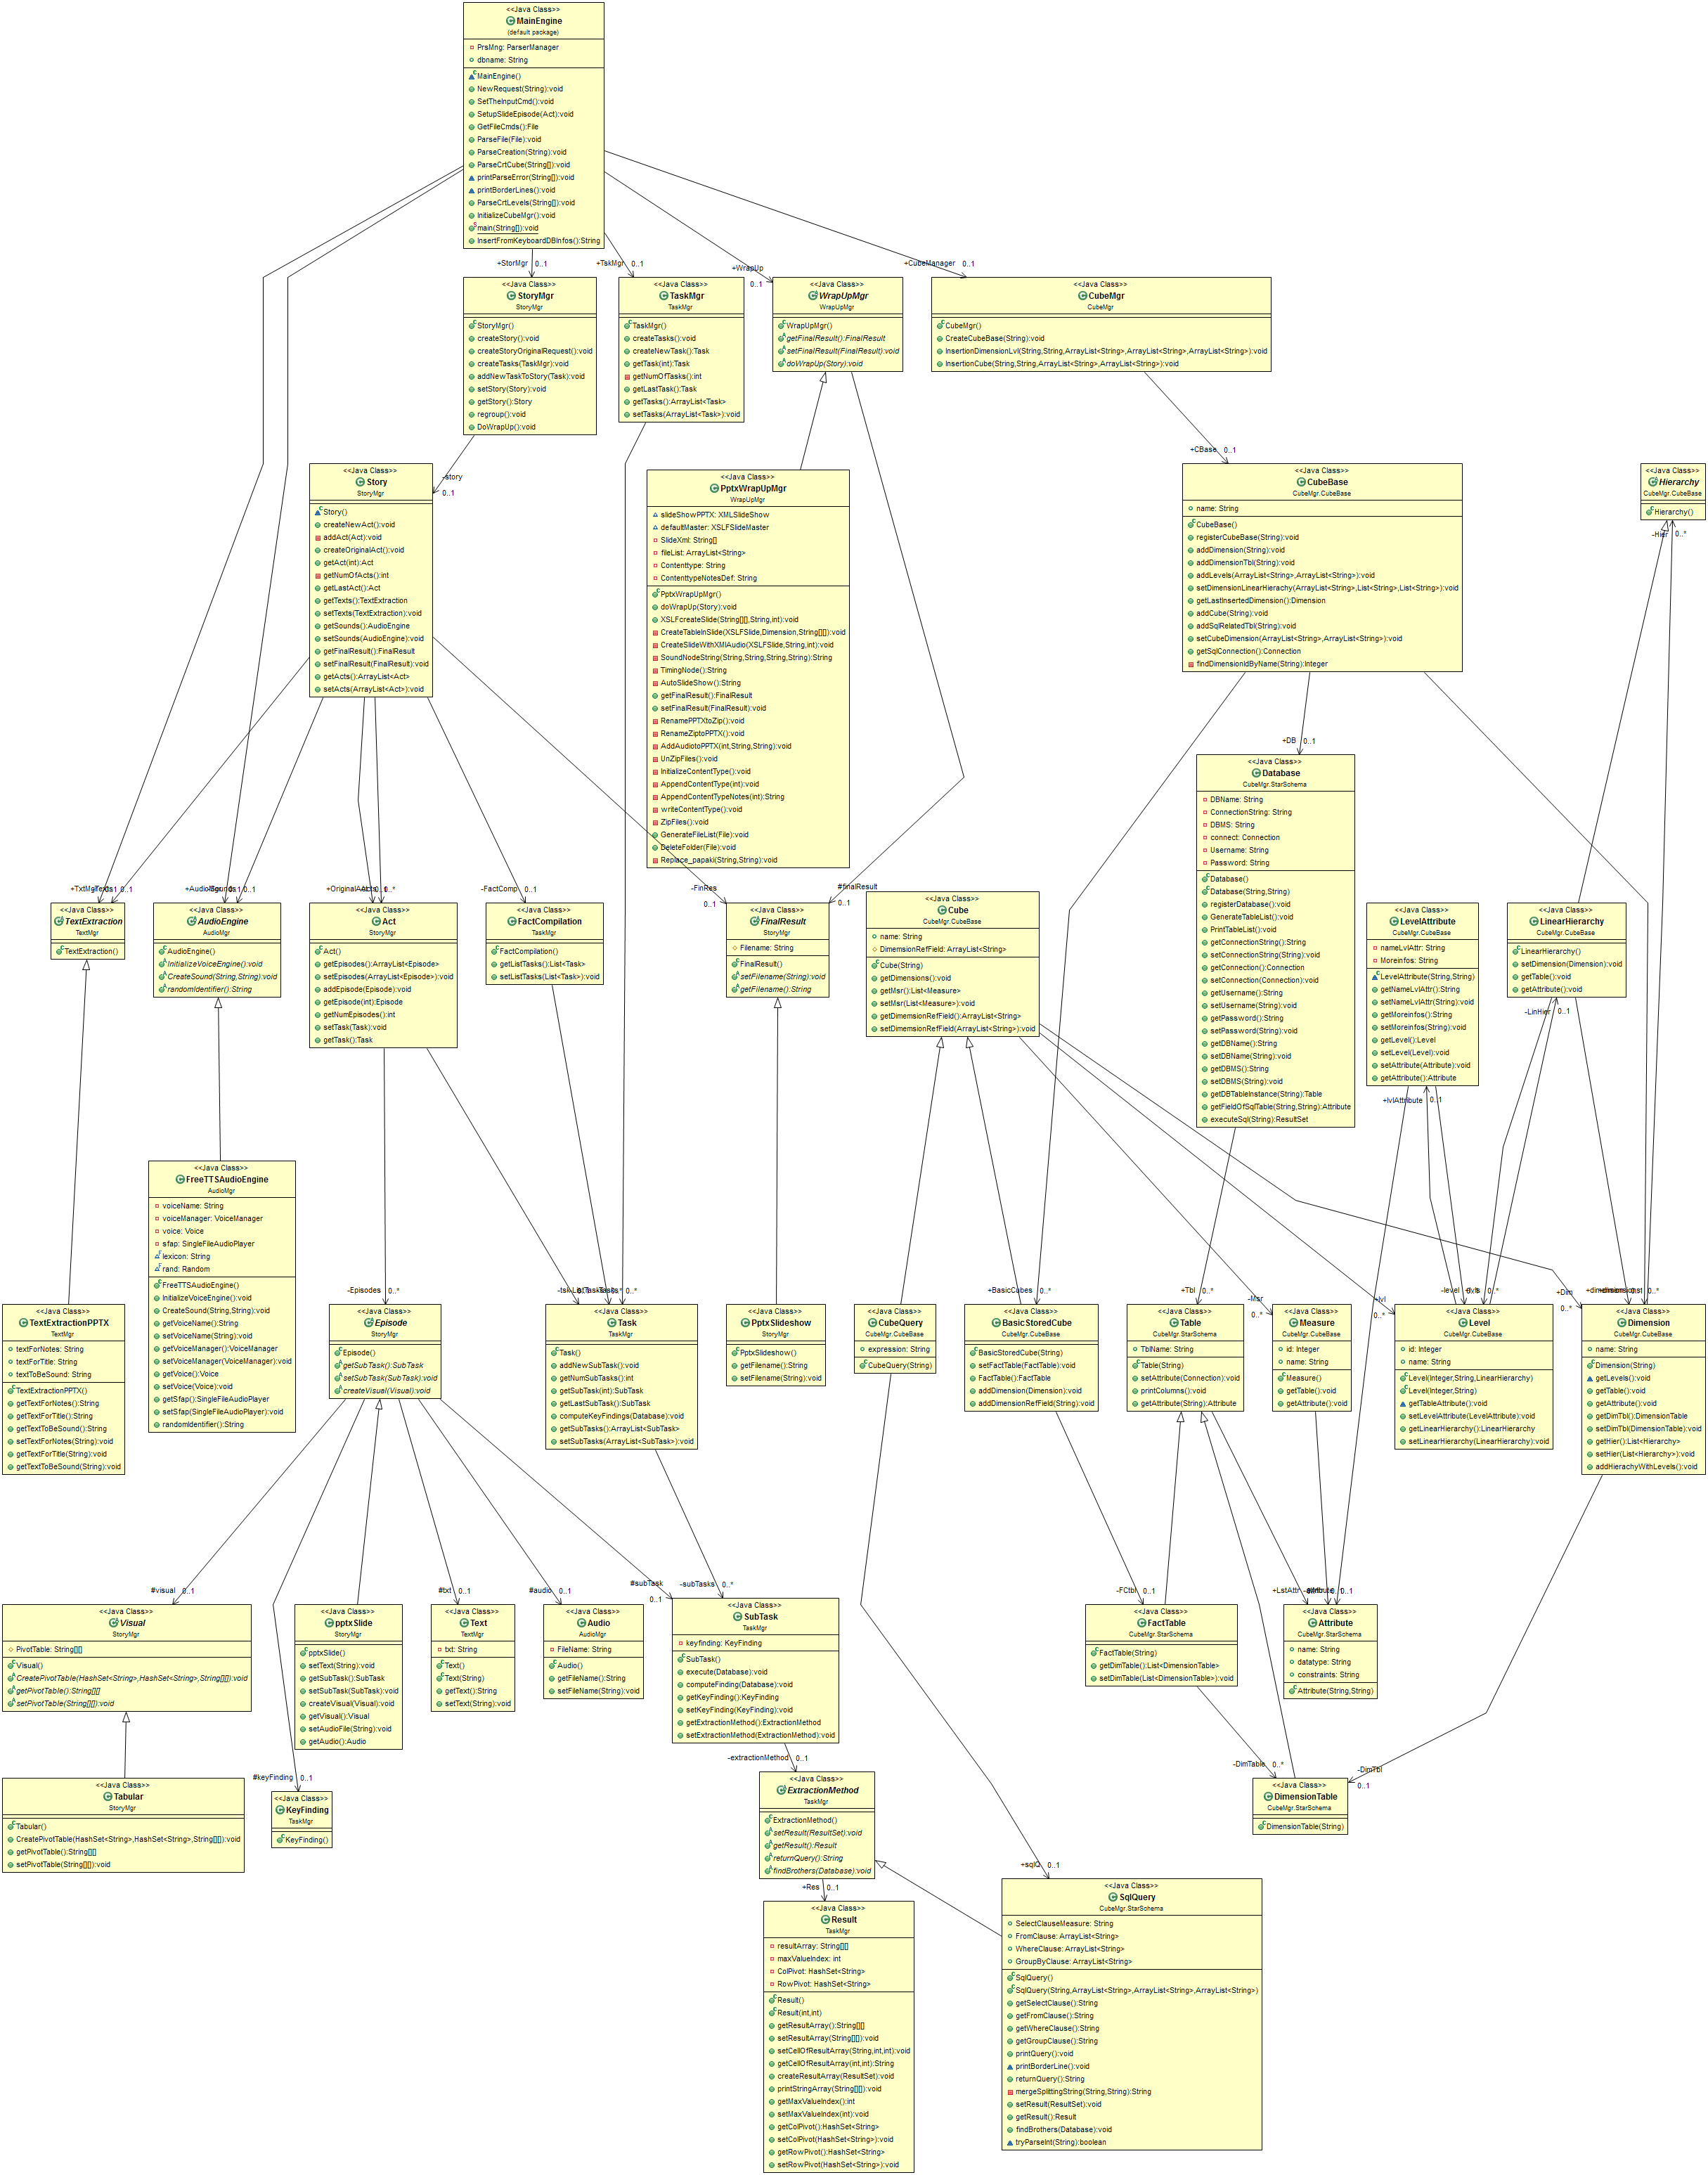 <<Java Class>>
MainEngine
(default package)
PrsMng: ParserManager
dbname: String
MainEngine()
NewRequest(String):void
SetTheInputCmd():void
SetupSlideEpisode(Act):void
GetFileCmds():File
ParseFile(File):void
ParseCreation(String):void
ParseCrtCube(String[]):void
printParseError(String[]):void
printBorderLines():void
ParseCrtLevels(String[]):void
InitializeCubeMgr():void
main(String[]):void
InsertFromKeyboardDBInfos():String
+StorMgr 0..1
+TskMgr 0..1
+WrapUp 0..1
+CubeManager 0..1
<<Java Class>>
StoryMgr
StoryMgr
StoryMgr()
createStory():void
createStoryOriginalRequest():void
createTasks(TaskMgr):void
addNewTaskToStory(Task):void
setStory(Story):void
getStory():Story
regroup():void
DoWrapUp():void
<<Java Class>>
TaskMgr
TaskMgr
TaskMgr()
createTasks():void
createNewTask():Task
getTask(int):Task
getNumOfTasks():int
getLastTask():Task
getTasks():ArrayList<Task>
setTasks(ArrayList<Task>):void
<<Java Class>>
WrapUpMgr
WrapUpMgr
WrapUpMgr()
getFinalResult():FinalResult
setFinalResult(FinalResult):void
doWrapUp(Story):void
<<Java Class>>
CubeMgr
CubeMgr
CubeMgr()
CreateCubeBase(String):void
InsertionDimensionLvl(String,String,ArrayList<String>,ArrayList<String>,ArrayList<String>):void
InsertionCube(String,String,ArrayList<String>,ArrayList<String>):void
-story
0..1
+CBase 0..1
<<Java Class>>
Story
StoryMgr
Story()
createNewAct():void
addAct(Act):void
createOriginalAct():void
getAct(int):Act
getNumOfActs():int
getLastAct():Act
getTexts():TextExtraction
setTexts(TextExtraction):void
getSounds():AudioEngine
setSounds(AudioEngine):void
getFinalResult():FinalResult
setFinalResult(FinalResult):void
getActs():ArrayList<Act>
setActs(ArrayList<Act>):void
<<Java Class>>
PptxWrapUpMgr
WrapUpMgr
slideShowPPTX: XMLSlideShow
defaultMaster: XSLFSlideMaster
SlideXml: String[]
fileList: ArrayList<String>
Contenttype: String
ContenttypeNotesDef: String
PptxWrapUpMgr()
doWrapUp(Story):void
XSLFcreateSlide(String[][],String,int):void
CreateTableInSlide(XSLFSlide,Dimension,String[][]):void
CreateSlideWithXMlAudio(XSLFSlide,String,int):void
SoundNodeString(String,String,String,String):String
TimingNode():String
AutoSlideShow():String
getFinalResult():FinalResult
setFinalResult(FinalResult):void
RenamePPTXtoZip():void
RenameZiptoPPTX():void
AddAudiotoPPTX(int,String,String):void
UnZipFiles():void
InitializeContentType():void
AppendContentType(int):void
AppendContentTypeNotes(int):String
writeContentType():void
ZipFiles():void
GenerateFileList(File):void
DeleteFolder(File):void
Replace_papaki(String,String):void
<<Java Class>>
CubeBase
CubeMgr.CubeBase
name: String
CubeBase()
registerCubeBase(String):void
addDimension(String):void
addDimensionTbl(String):void
addLevels(ArrayList<String>,ArrayList<String>):void
setDimensionLinearHierachy(ArrayList<String>,List<String>,List<String>):void
getLastInsertedDimension():Dimension
addCube(String):void
addSqlRelatedTbl(String):void
setCubeDimension(ArrayList<String>,ArrayList<String>):void
getSqlConnection():Connection
findDimensionIdByName(String):Integer
<<Java Class>>
Hierarchy
CubeMgr.CubeBase
Hierarchy()
-Hier 0..*
+DB 0..1
<<Java Class>>
Database
CubeMgr.StarSchema
DBName: String
ConnectionString: String
DBMS: String
connect: Connection
Username: String
Password: String
Database()
Database(String,String)
registerDatabase():void
GenerateTableList():void
PrintTableList():void
getConnectionString():String
setConnectionString(String):void
getConnection():Connection
setConnection(Connection):void
getUsername():String
setUsername(String):void
getPassword():String
setPassword(String):void
getDBName():String
setDBName(String):void
getDBMS():String
setDBMS(String):void
getDBTableInstance(String):Table
getFieldOfSqlTable(String,String):Attribute
executeSql(String):ResultSet
-FactComp 0..1
-FinRes
0..1
#finalResult
0..1
<<Java Class>>
TextExtraction
TextMgr
TextExtraction()
<<Java Class>>
AudioEngine
AudioMgr
AudioEngine()
InitializeVoiceEngine():void
CreateSound(String,String):void
randomIdentifier():String
<<Java Class>>
Act
StoryMgr
Act()
getEpisodes():ArrayList<Episode>
setEpisodes(ArrayList<Episode>):void
addEpisode(Episode):void
getEpisode(int):Episode
getNumEpisodes():int
setTask(Task):void
getTask():Task
<<Java Class>>
FactCompilation
TaskMgr
FactCompilation()
getListTasks():List<Task>
setListTasks(List<Task>):void
<<Java Class>>
FinalResult
StoryMgr
Filename: String
FinalResult()
setFilename(String):void
getFilename():String
<<Java Class>>
Cube
CubeMgr.CubeBase
name: String
DimemsionRefField: ArrayList<String>
Cube(String)
getDimensions():void
getMsr():List<Measure>
setMsr(List<Measure>):void
getDimemsionRefField():ArrayList<String>
setDimemsionRefField(ArrayList<String>):void
<<Java Class>>
LevelAttribute
CubeMgr.CubeBase
nameLvlAttr: String
Moreinfos: String
LevelAttribute(String,String)
getNameLvlAttr():String
setNameLvlAttr(String):void
getMoreinfos():String
setMoreinfos(String):void
getLevel():Level
setLevel(Level):void
setAttribute(Attribute):void
getAttribute():Attribute
<<Java Class>>
LinearHierarchy
CubeMgr.CubeBase
LinearHierarchy()
setDimension(Dimension):void
getTable():void
getAttribute():void
-LinHier 0..1
+lvlAttribute 0..1
<<Java Class>>
FreeTTSAudioEngine
AudioMgr
voiceName: String
voiceManager: VoiceManager
voice: Voice
sfap: SingleFileAudioPlayer
lexicon: String
rand: Random
FreeTTSAudioEngine()
InitializeVoiceEngine():void
CreateSound(String,String):void
getVoiceName():String
setVoiceName(String):void
getVoiceManager():VoiceManager
setVoiceManager(VoiceManager):void
getVoice():Voice
setVoice(Voice):void
getSfap():SingleFileAudioPlayer
setSfap(SingleFileAudioPlayer):void
randomIdentifier():String
-Episodes 0..*
+BasicCubes 0..*
+Tbl 0..*
-Msr
0..*
+lvl
0..*
+Dim
0..*
<<Java Class>>
TextExtractionPPTX
TextMgr
textForNotes: String
textForTitle: String
textToBeSound: String
TextExtractionPPTX()
getTextForNotes():String
getTextForTitle():String
getTextToBeSound():String
setTextForNotes(String):void
getTextForTitle(String):void
getTextToBeSound(String):void
<<Java Class>>
Episode
StoryMgr
Episode()
getSubTask():SubTask
setSubTask(SubTask):void
createVisual(Visual):void
<<Java Class>>
Task
TaskMgr
Task()
addNewSubTask():void
getNumSubTasks():int
getSubTask(int):SubTask
getLastSubTask():SubTask
computeKeyFindings(Database):void
getSubTasks():ArrayList<SubTask>
setSubTasks(ArrayList<SubTask>):void
<<Java Class>>
PptxSlideshow
StoryMgr
PptxSlideshow()
getFilename():String
setFilename(String):void
<<Java Class>>
CubeQuery
CubeMgr.CubeBase
expression: String
CubeQuery(String)
<<Java Class>>
BasicStoredCube
CubeMgr.CubeBase
BasicStoredCube(String)
setFactTable(FactTable):void
FactTable():FactTable
addDimension(Dimension):void
addDimensionRefField(String):void
<<Java Class>>
Table
CubeMgr.StarSchema
TblName: String
Table(String)
setAttribute(Connection):void
printColumns():void
getAttribute(String):Attribute
<<Java Class>>
Measure
CubeMgr.CubeBase
id: Integer
name: String
Measure()
getTable():void
getAttribute():void
<<Java Class>>
Level
CubeMgr.CubeBase
id: Integer
name: String
Level(Integer,String,LinearHierarchy)
Level(Integer,String)
getTableAttribute():void
setLevelAttribute(LevelAttribute):void
getLinearHierarchy():LinearHierarchy
setLinearHierarchy(LinearHierarchy):void
<<Java Class>>
Dimension
CubeMgr.CubeBase
name: String
Dimension(String)
getLevels():void
getTable():void
getAttribute():void
getDimTbl():DimensionTable
setDimTbl(DimensionTable):void
getHier():List<Hierarchy>
setHier(List<Hierarchy>):void
addHierachyWithLevels():void
#visual 0..1
#txt 0..1
#audio 0..1
#subTask
0..1
-subTasks 0..*
-FCtbl 0..1
<<Java Class>>
Visual
StoryMgr
PivotTable: String[][]
Visual()
CreatePivotTable(HashSet<String>,HashSet<String>,String[][]):void
getPivotTable():String[][]
setPivotTable(String[][]):void
<<Java Class>>
pptxSlide
StoryMgr
pptxSlide()
setText(String):void
getSubTask():SubTask
setSubTask(SubTask):void
createVisual(Visual):void
getVisual():Visual
setAudioFile(String):void
getAudio():Audio
<<Java Class>>
Text
TextMgr
txt: String
Text()
Text(String)
getText():String
setText(String):void
<<Java Class>>
Audio
AudioMgr
FileName: String
Audio()
getFileName():String
setFileName(String):void
<<Java Class>>
SubTask
TaskMgr
keyfinding: KeyFinding
SubTask()
execute(Database):void
computeFinding(Database):void
getKeyFinding():KeyFinding
setKeyFinding(KeyFinding):void
getExtractionMethod():ExtractionMethod
setExtractionMethod(ExtractionMethod):void
<<Java Class>>
FactTable
CubeMgr.StarSchema
FactTable(String)
getDimTable():List<DimensionTable>
setDimTable(List<DimensionTable>):void
<<Java Class>>
Attribute
CubeMgr.StarSchema
name: String
datatype: String
constraints: String
Attribute(String,String)
-extractionMethod 0..1
-DimTable 0..*
-DimTbl
0..1
#keyFinding 0..1
<<Java Class>>
Tabular
StoryMgr
Tabular()
CreatePivotTable(HashSet<String>,HashSet<String>,String[][]):void
getPivotTable():String[][]
setPivotTable(String[][]):void
<<Java Class>>
KeyFinding
TaskMgr
KeyFinding()
<<Java Class>>
ExtractionMethod
TaskMgr
ExtractionMethod()
setResult(ResultSet):void
getResult():Result
returnQuery():String
findBrothers(Database):void
<<Java Class>>
DimensionTable
CubeMgr.StarSchema
DimensionTable(String)
+Res 0..1
+sqlQ 0..1
<<Java Class>>
Result
TaskMgr
resultArray: String[][]
maxValueIndex: int
ColPivot: HashSet<String>
RowPivot: HashSet<String>
Result()
Result(int,int)
getResultArray():String[][]
setResultArray(String[][]):void
setCellOfResultArray(String,int,int):void
getCellOfResultArray(int,int):String
createResultArray(ResultSet):void
printStringArray(String[][]):void
getMaxValueIndex():int
setMaxValueIndex(int):void
getColPivot():HashSet<String>
setColPivot(HashSet<String>):void
getRowPivot():HashSet<String>
setRowPivot(HashSet<String>):void
<<Java Class>>
SqlQuery
CubeMgr.StarSchema
SelectClauseMeasure: String
FromClause: ArrayList<String>
WhereClause: ArrayList<String>
GroupByClause: ArrayList<String>
SqlQuery()
SqlQuery(String,ArrayList<String>,ArrayList<String>,ArrayList<String>)
getSelectClause():String
getFromClause():String
getWhereClause():String
getGroupClause():String
printQuery():void
printBorderLine():void
returnQuery():String
mergeSplittingString(String,String):String
setResult(ResultSet):void
getResult():Result
findBrothers(Database):void
tryParseInt(String):boolean